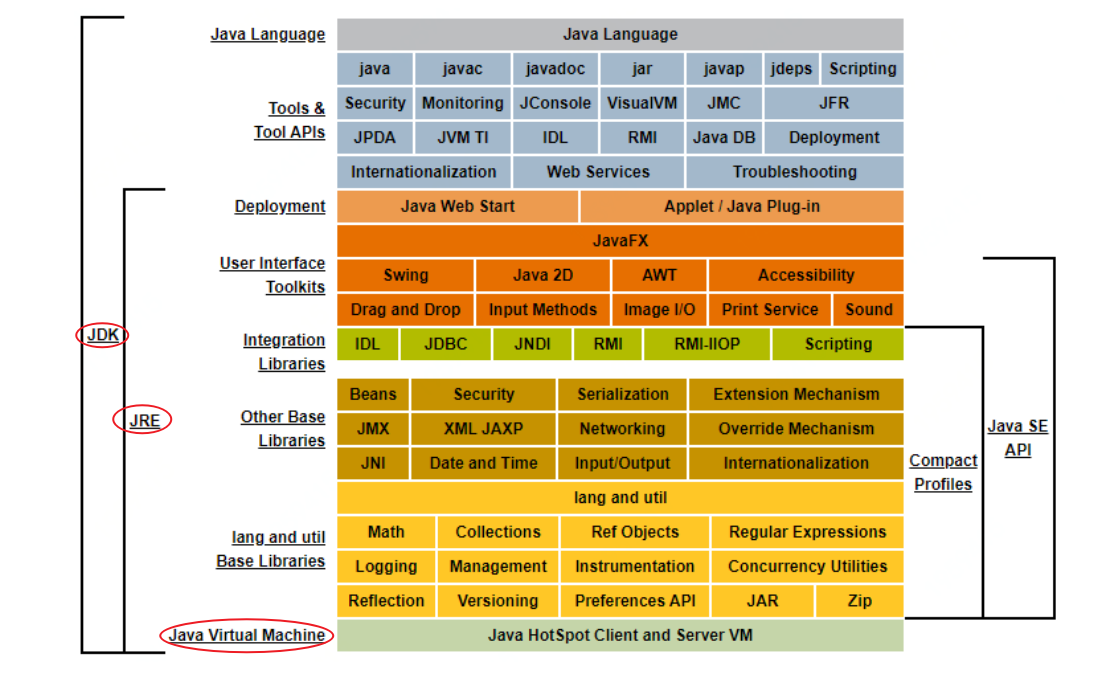 Java Language Java Language
java javac javadoc jar javap jdeps Scripting
Tools &
Tool APIs
Security Monitoring JConsole VisualVM JMC JFR
JPDA JVM TI IDL RMI Java DB Deployment
Internationalization Web Services Troubleshooting
Deployment Java Web Start Applet / Java Plug-in
JavaFX
User Interface
Toolkits
Swing Java 2D AWT Accessibility
Drag and Drop Input Methods Image I/O Print Service Sound
JDK
Integration
Libraries
IDL JDBC JNDI RMI RMI-IIOP Scripting
JRE
Other Base
Libraries
Beans Security Serialization Extension Mechanism
JMX XML JAXP Networking Override Mechanism
JNI Date and Time Input/Output Internationalization
Java SE
API
Compact
Profiles
lang and util
lang and util
Base Libraries
Math Collections Ref Objects Regular Expressions
Logging Management Instrumentation Concurrency Utilities
Reflection Versioning Preferences API JAR Zip
Java Virtual Machine Java HotSpot Client and Server VM